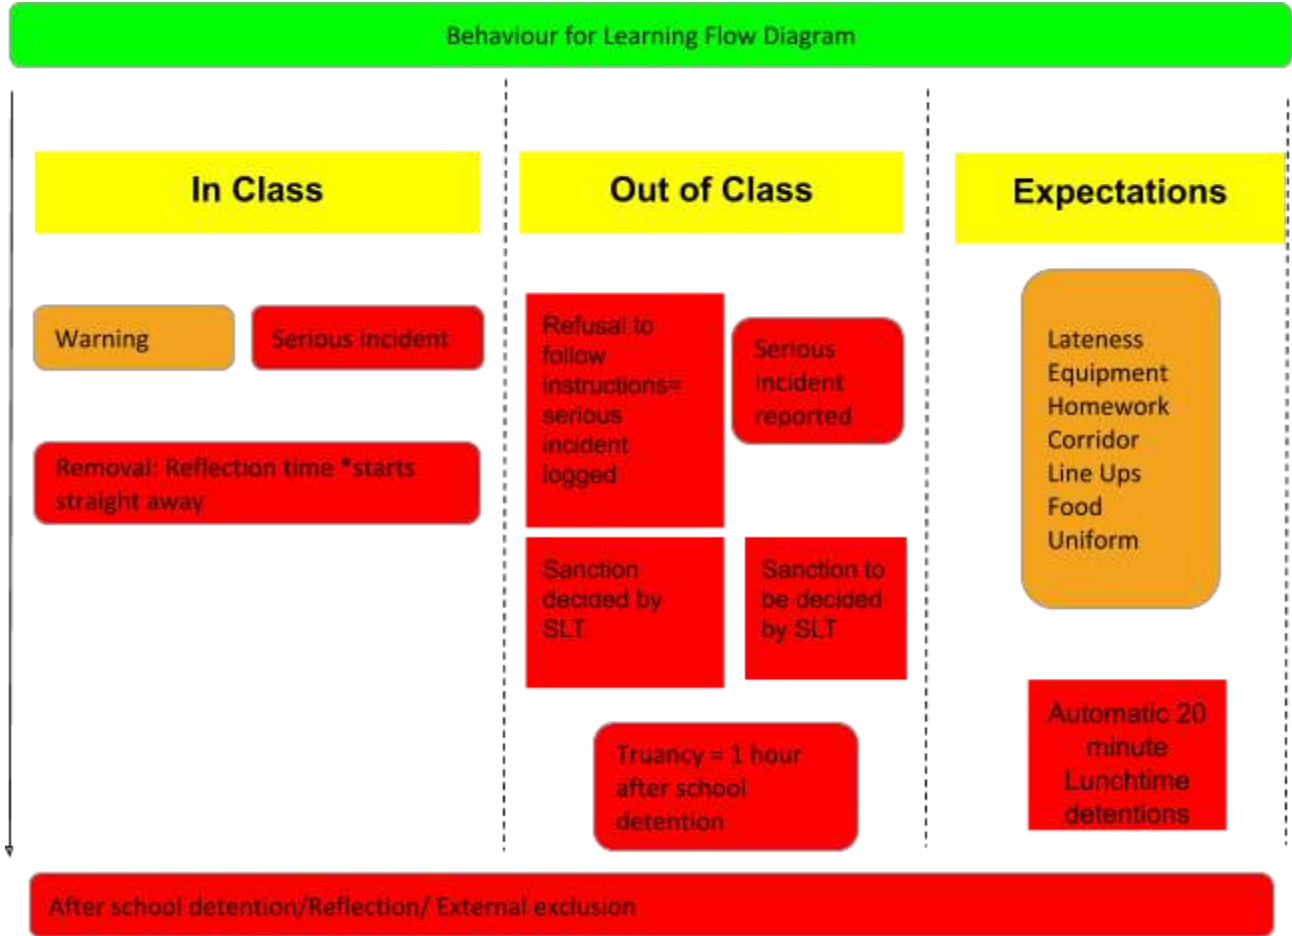 Behaviour for Learning Flow Diagram
In Class
Warning
Serious incident
Removal: Reflection time *starts
straight away
Out of Class
Refusal to
follow
instructions=
serious
incident
logged
Serious
Incident
reported
Sanction
decided by
SLT
Sanction to
be decided
by SLT
Truancy = 1 hour
after school
detention
Expectations
Lateness
Equipment
Homework
Corridor
Line Ups
Food
Uniform
Automatic 20
minute
Lunchtime
detentions
After school detention/Reflection/ External exclusion